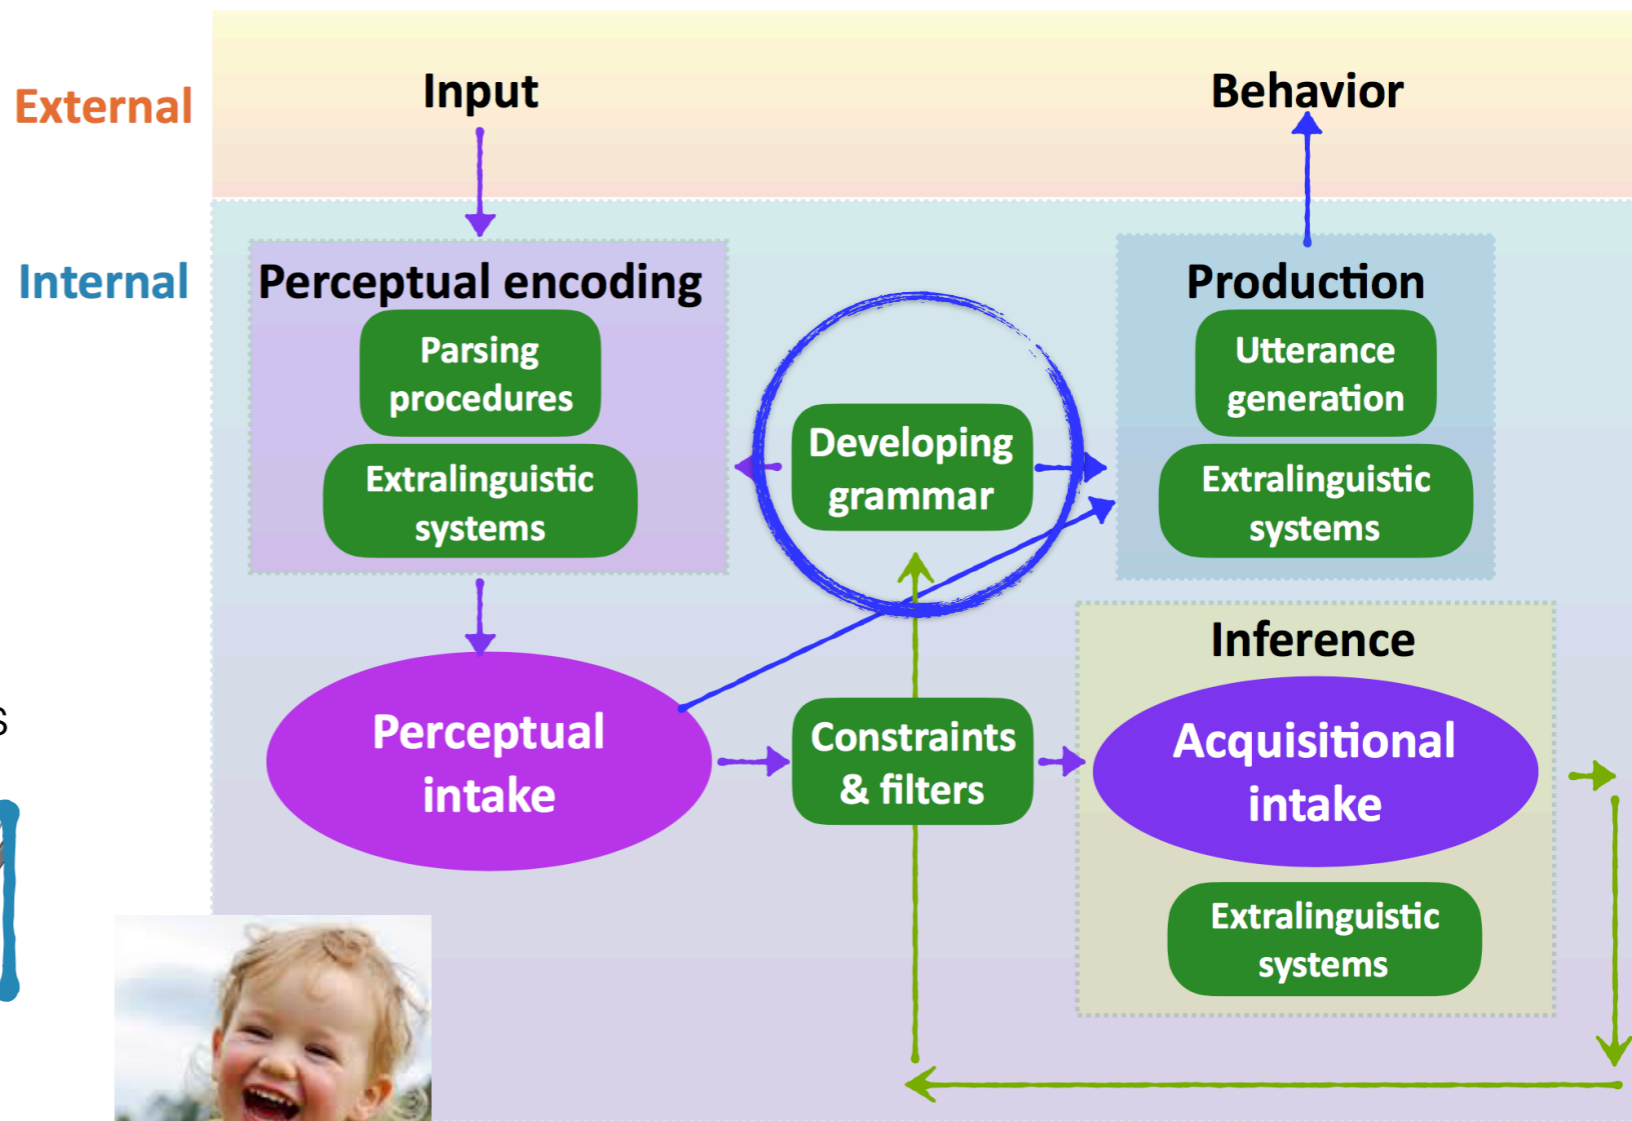 External
Input
Behavior
Internal
Perceptual encoding
Parsing
procedures
Extralinguistic
systems
Developing
grammar
Production
Utterance
generation
Extralinguistic
systems
Perceptual
intake
Constraints
& filters
Inference
Acquisitional
intake
Extralinguistic
systems
s